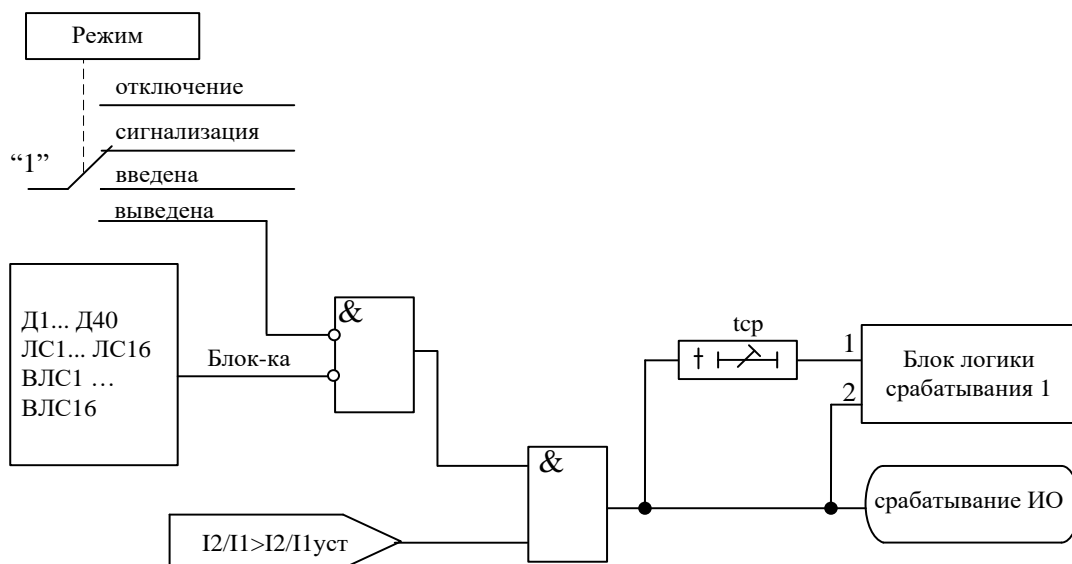 Режим
отключение
сигнализация
“1”
введена
выведена
Д1... Д40
ЛС1... ЛС16
ВЛС1 ...
ВЛС16
Блок-ка
&
tср
1
2
Блок логики
срабатывания 1
&
срабатывание ИО
I2/I1>I2/I1уст